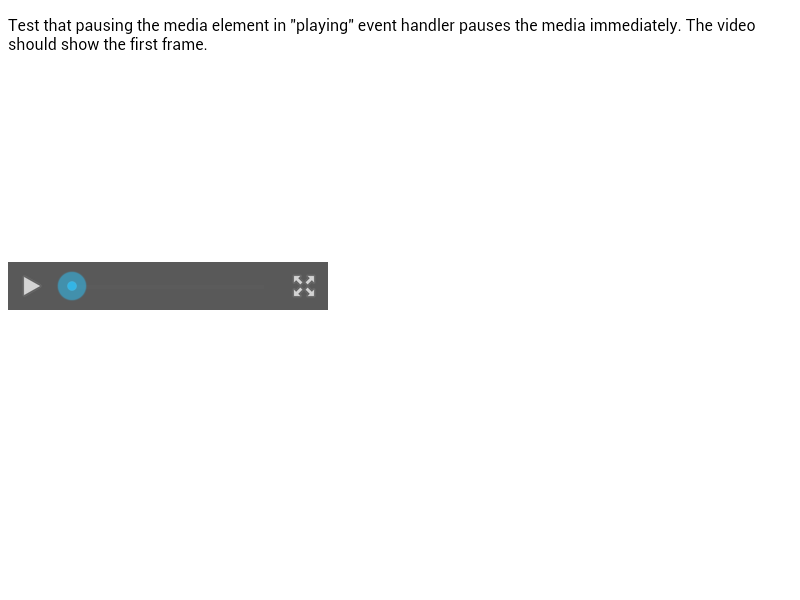 Test that pausing the media element in "playing" event handler pauses the media immediately. The video
should show the first frame.